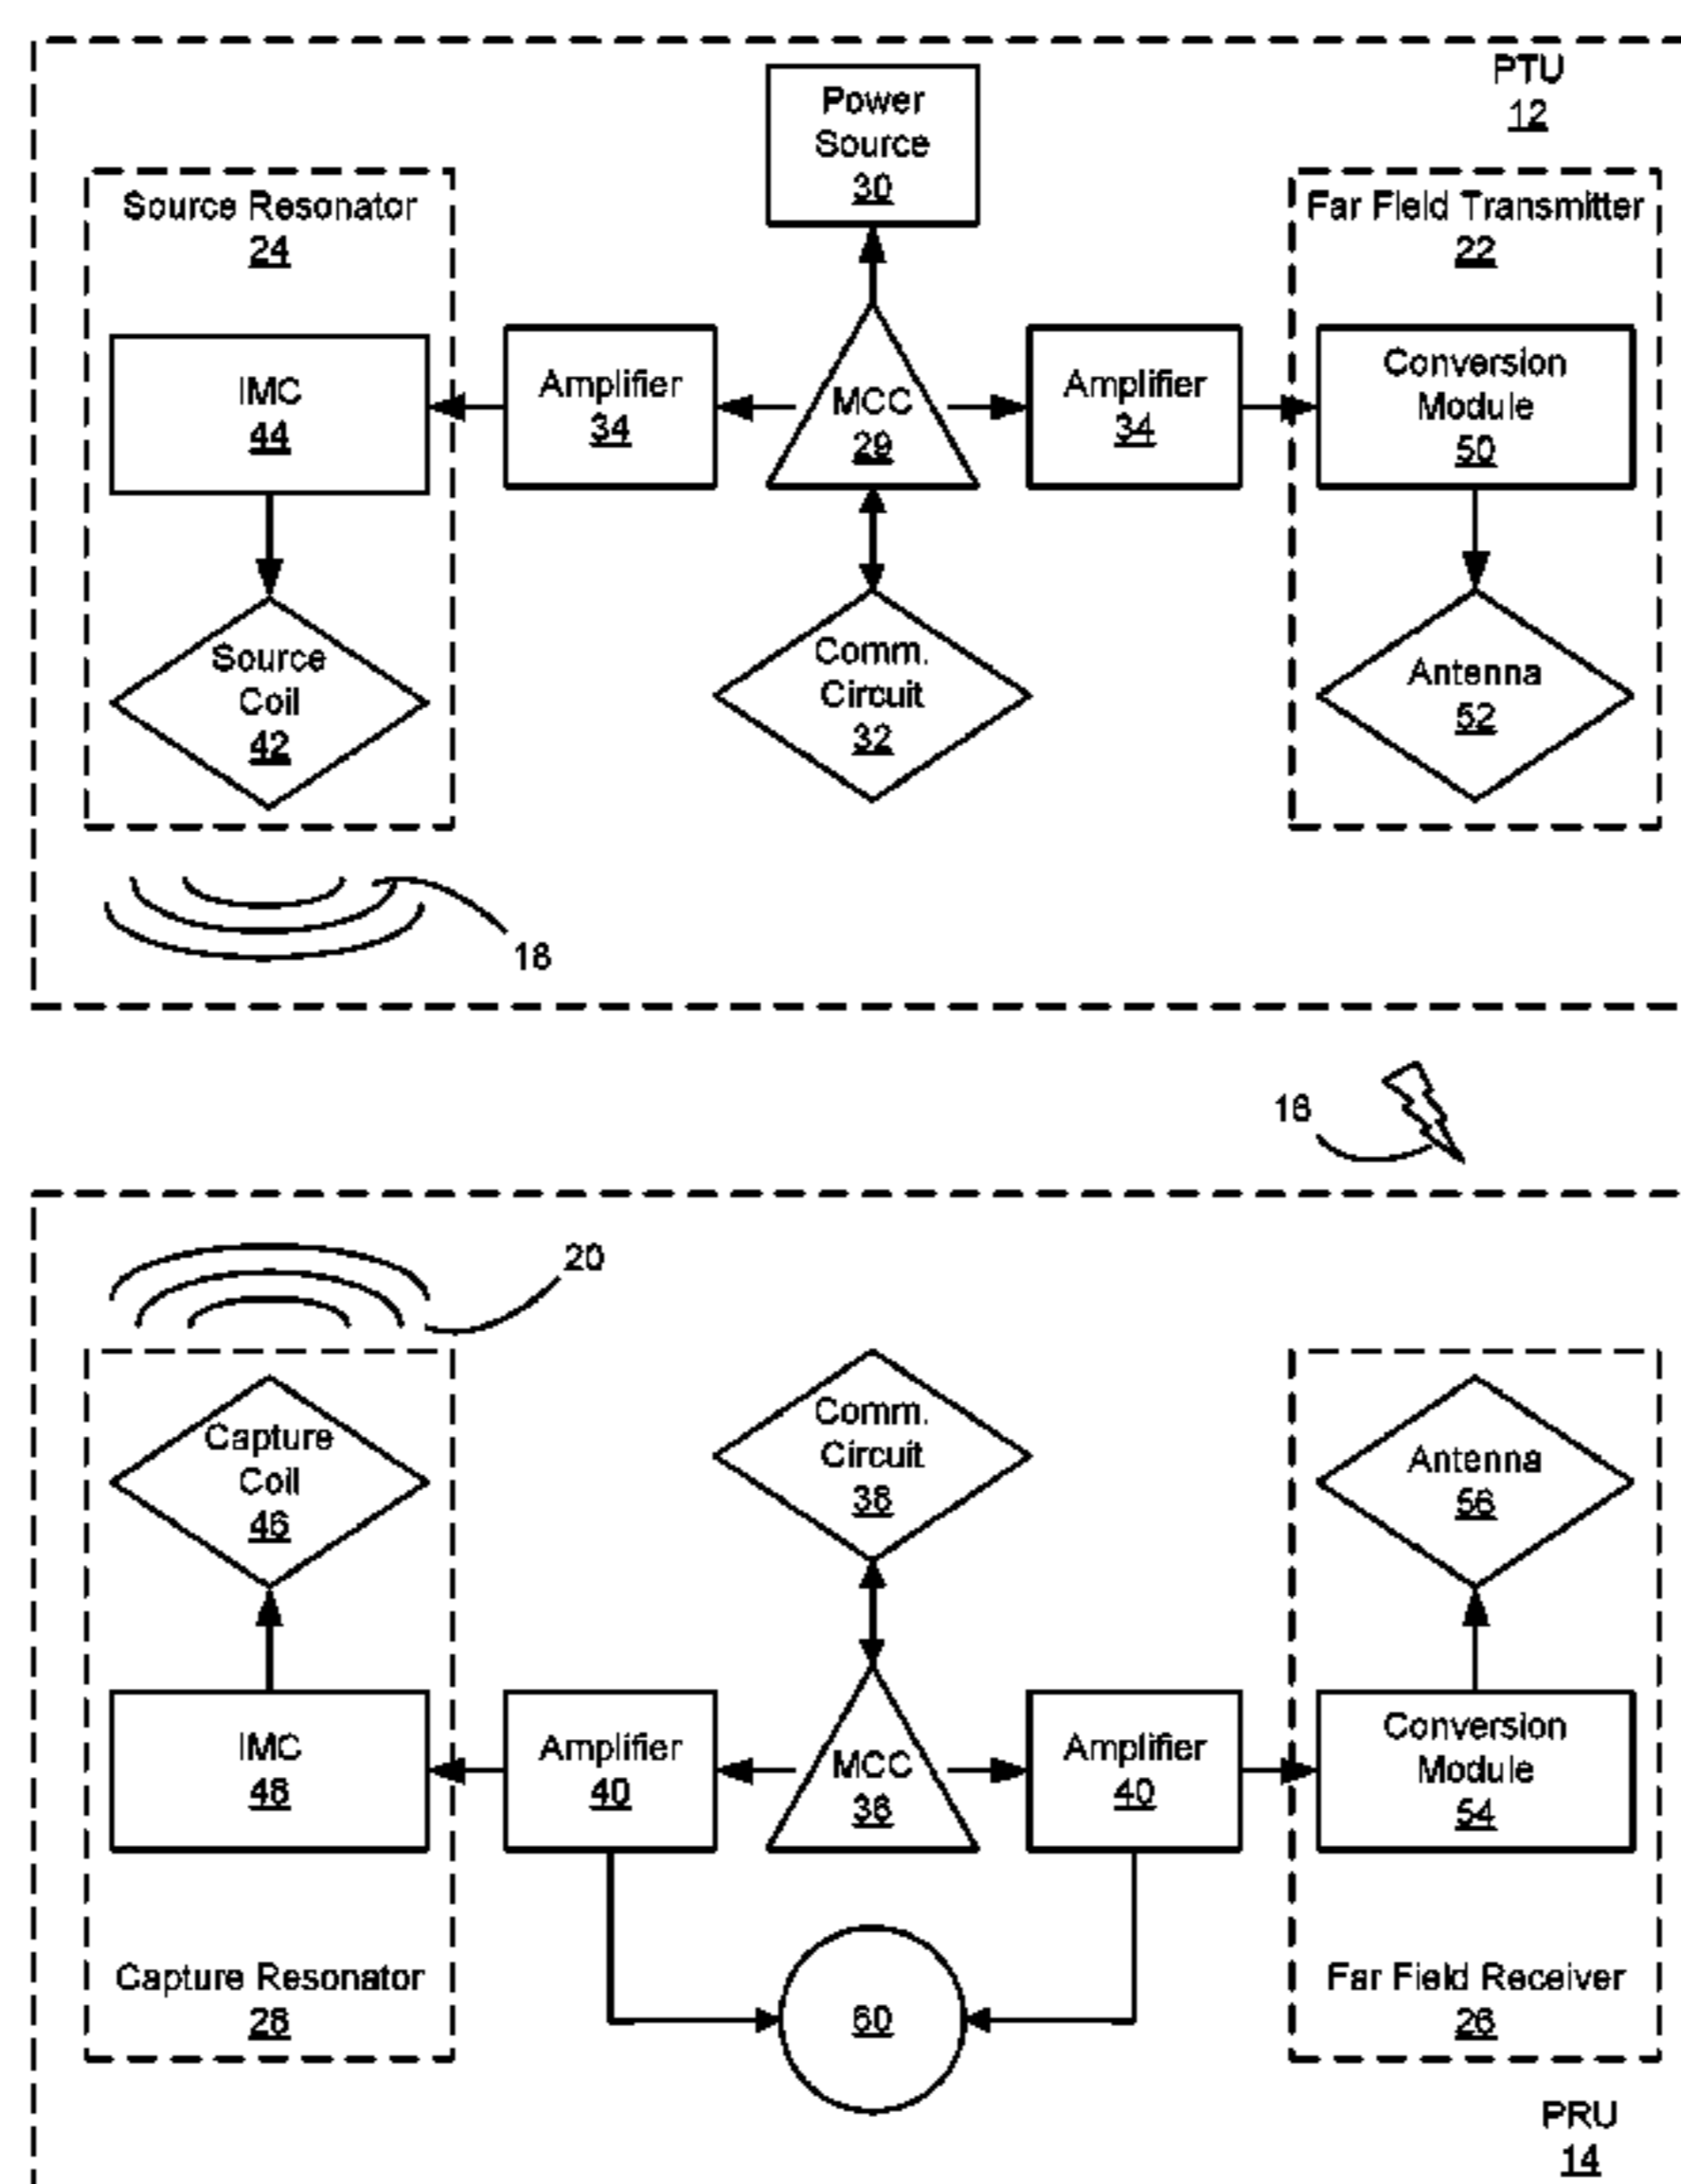 PTU
12
Power
Source
30
Source Resonator
24
Far Field Transmitter
22
IMC
44
Amplifier
34
MCC
29
Amplifier
34
Conversion
Module
50
Source
Coil
42
Comm.
Circuit
32
Antenna
52
18
16
20
Capture
Coil
46
Comm.
Circuit
38
Antenna
56
IMC
48
Amplifier
40
MCC
36
Amplifier
40
Conversion
Module
54
Capture Resonator
28
60
Far Field Receiver
26
PRU
14